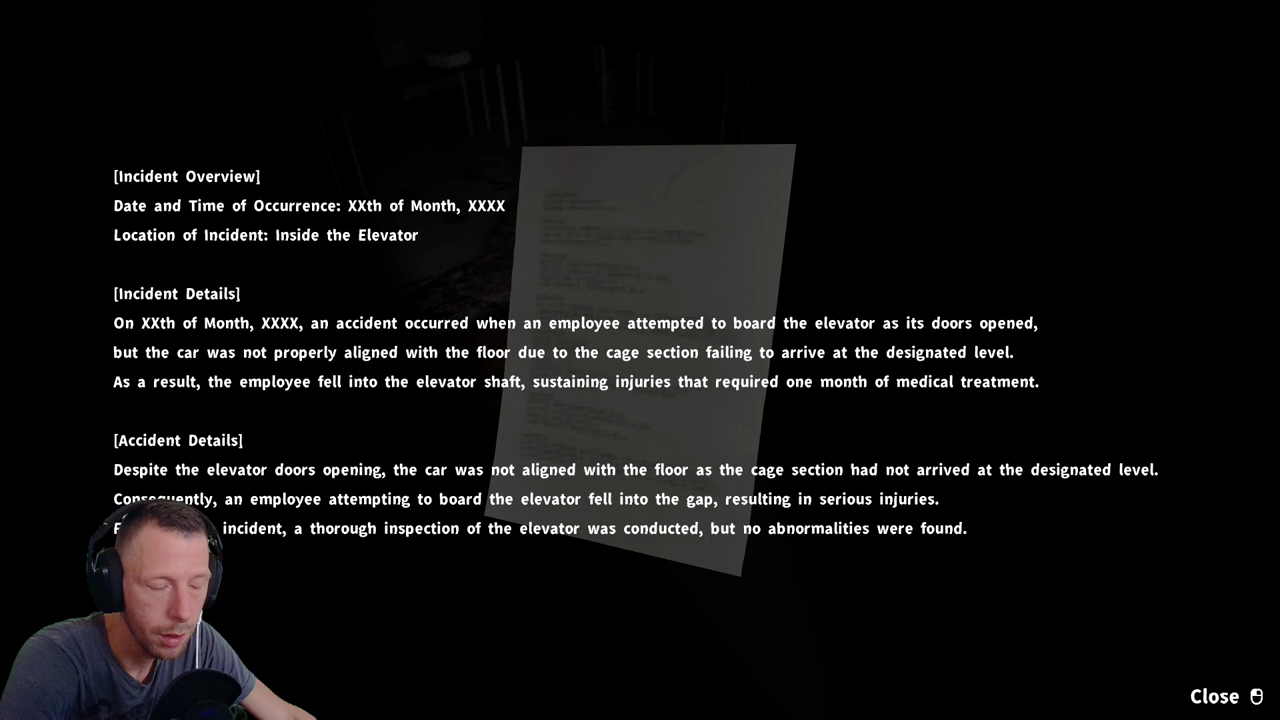 [Incident Overview]
Date and Time of Occurrence: XXth of Month, XXXX
Location of Incident: Inside the Elevator
[Incident Details]
On XXth of Month, XXXX, an accident occurred when an employee attempted to board the elevator as its doors opened,
but the car was not properly aligned with the floor due to the cage section failing to arrive at the designated level.
As a result, the employee fell into the elevator shaft, sustaining injuries that required one month of medical treatment.
[Accident Details]
Despite the elevator doors opening, the car was not aligned with the floor as the cage section had not arrived at the designated level.
Consequently, an employee attempting to board the elevator fell into the gap, resulting in serious injuries.
incident, a thorough inspection of the elevator was conducted, but no abnormalities were found.
Close